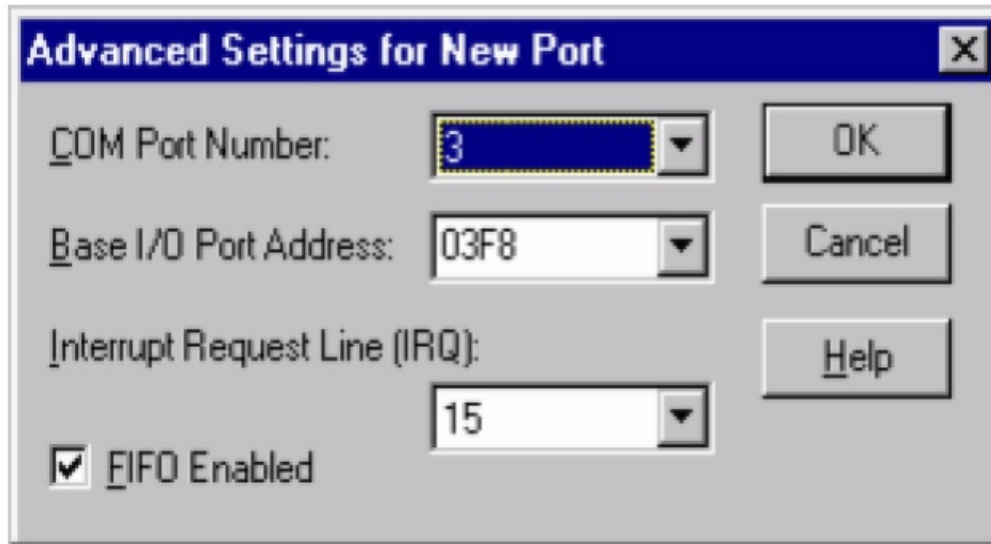 Advanced Settings for New Port
COM Port Number: 3 OK
Base I/O Port Address: 03F8 Cancel
Interrupt Request Line (IRQ): Help
15
FIFO Enabled